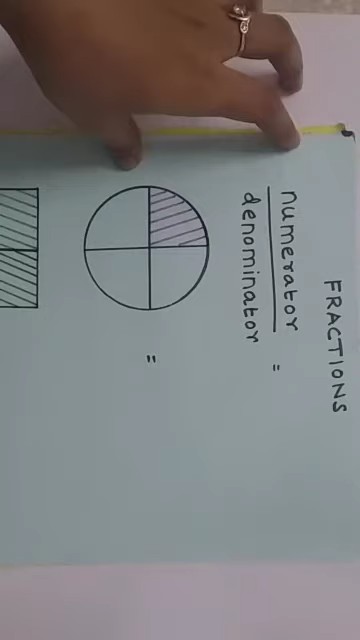 FRACTIONS
numerator
denominator =
=